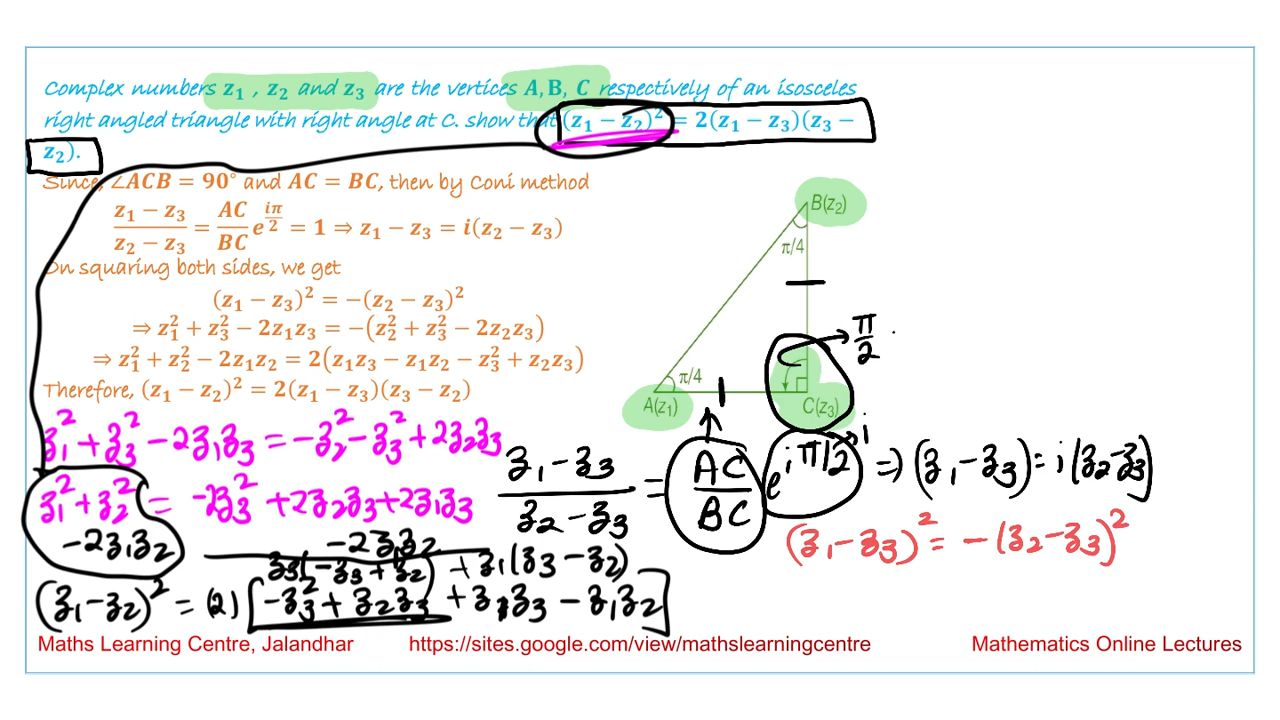 Complex numbers z₁ , z₂ and z₃ are the vertices A, B, C respectively of an isosceles
right angled triangle with right angle at C. show that (z₁ − z₂)² = 2(z₁ − z₃)(z₃ −
z₂).
Since, ∠ACB = 90° and AC = BC, then by Coni method
(z₁ − z₃)/(z₂ − z₃) = AC/BC e^(iπ/2) = 1 ⇒ z₁ − z₃ = i(z₂ − z₃)
On squaring both sides, we get
(z₁ − z₃)² = −(z₂ − z₃)²
⇒ z₁² + z₃² − 2z₁z₃ = −(z₂² + z₃² − 2z₂z₃)
⇒ z₁² + z₂² − 2z₁z₂ = 2(z₁z₃ − z₁z₂ − z₃² + z₂z₃)
Therefore, (z₁ − z₂)² = 2(z₁ − z₃)(z₃ − z₂)
B(z₂)
π/4
π/2
π/4
A(z₁)
C(z₃)
z₁² + z₃² − 2z₁z₃ = −z₂² − z₃² + 2z₂z₃
z₁² + z₂² = −2z₃² + 2z₂z₃ + 2z₁z₃
−2z₁z₂ −2z₁z₂
z₃(−z₃ + z₂) + z₁(z₃ − z₂)
(z₁ − z₂)² = (2) [−z₃² + z₂z₃ + z₁z₃ − z₁z₂]
(z₁ − z₃)/(z₂ − z₃) = AC/BC e^(iπ/2) ⇒ (z₁ − z₃) = i(z₂ − z₃)
i
(z₁ − z₃)² = −(z₂ − z₃)²
Maths Learning Centre, Jalandhar https://sites.google.com/view/mathslearningcentre Mathematics Online Lectures